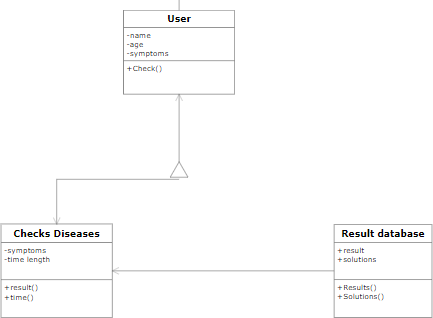 User
-name
-age
-symptoms
+Check()
Checks Diseases
-symptoms
-time length
+result()
+time()
Result database
+result
+solutions
+Results()
+Solutions()